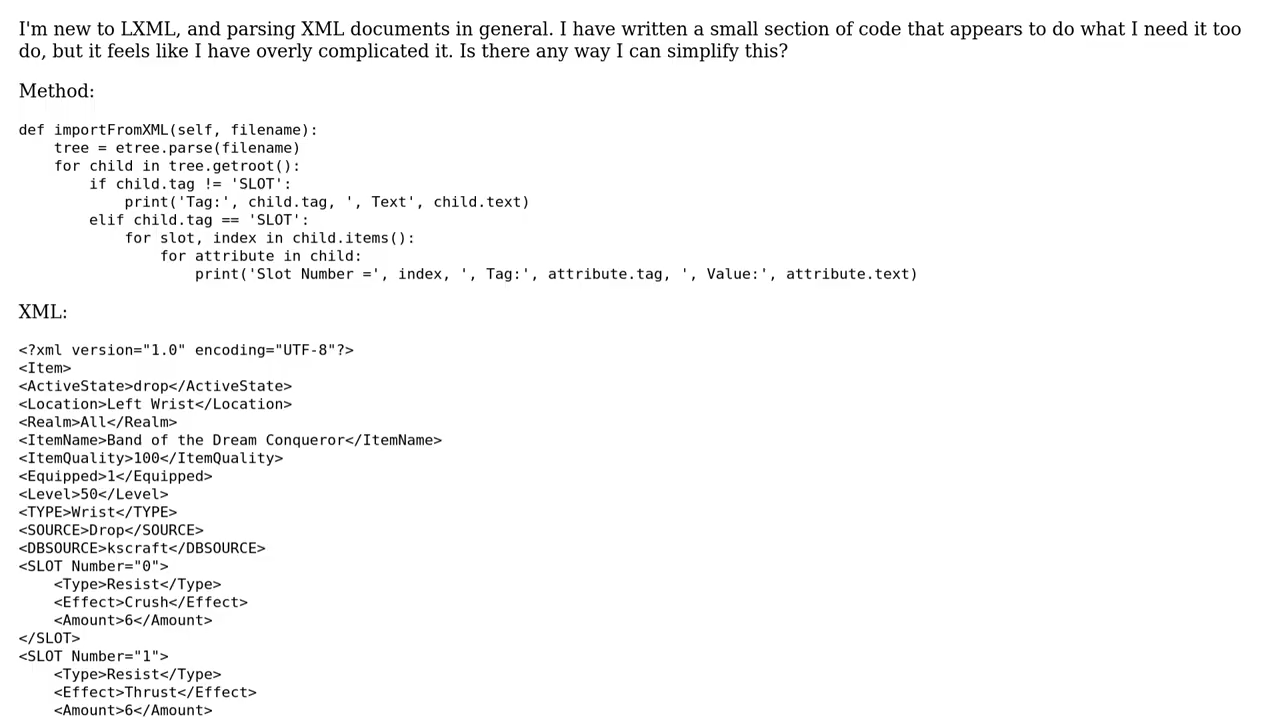 I'm new to LXML, and parsing XML documents in general. I have written a small section of code that appears to do what I need it too
do, but it feels like I have overly complicated it. Is there any way I can simplify this?
Method:
def importFromXML(self, filename):
    tree = etree.parse(filename)
    for child in tree.getroot():
        if child.tag != 'SLOT':
            print('Tag:', child.tag, ', Text', child.text)
        elif child.tag == 'SLOT':
            for slot, index in child.items():
                for attribute in child:
                    print('Slot Number =', index, ', Tag:', attribute.tag, ', Value:', attribute.text)
XML:
<?xml version="1.0" encoding="UTF-8"?>
<Item>
<ActiveState>drop</ActiveState>
<Location>Left Wrist</Location>
<Realm>All</Realm>
<ItemName>Band of the Dream Conqueror</ItemName>
<ItemQuality>100</ItemQuality>
<Equipped>1</Equipped>
<Level>50</Level>
<TYPE>Wrist</TYPE>
<SOURCE>Drop</SOURCE>
<DBSOURCE>kscraft</DBSOURCE>
<SLOT Number="0">
    <Type>Resist</Type>
    <Effect>Crush</Effect>
    <Amount>6</Amount>
</SLOT>
<SLOT Number="1">
    <Type>Resist</Type>
    <Effect>Thrust</Effect>
    <Amount>6</Amount>